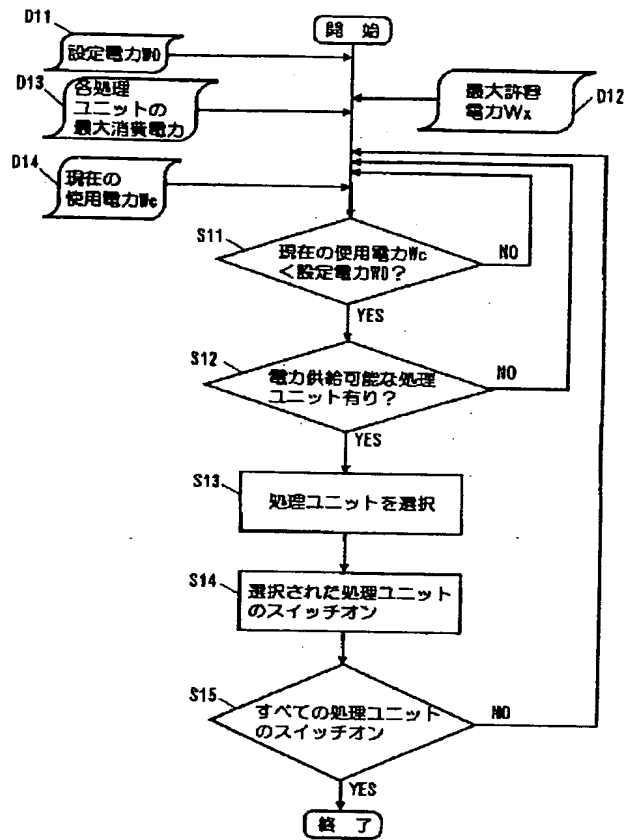 開 始
D11
設定電力W0
D13
各処理
ユニットの
最大消費電力
最大許容
電力Wx
D12
D14
現在の
使用電力Wc
S11
現在の使用電力Wc
<設定電力W0?
NO
YES
S12
電力供給可能な処理
ユニット有り?
NO
YES
S13
処理ユニットを選択
S14
選択された処理ユニット
のスイッチオン
S15
すべての処理ユニット
のスイッチオン
NO
YES
終 了